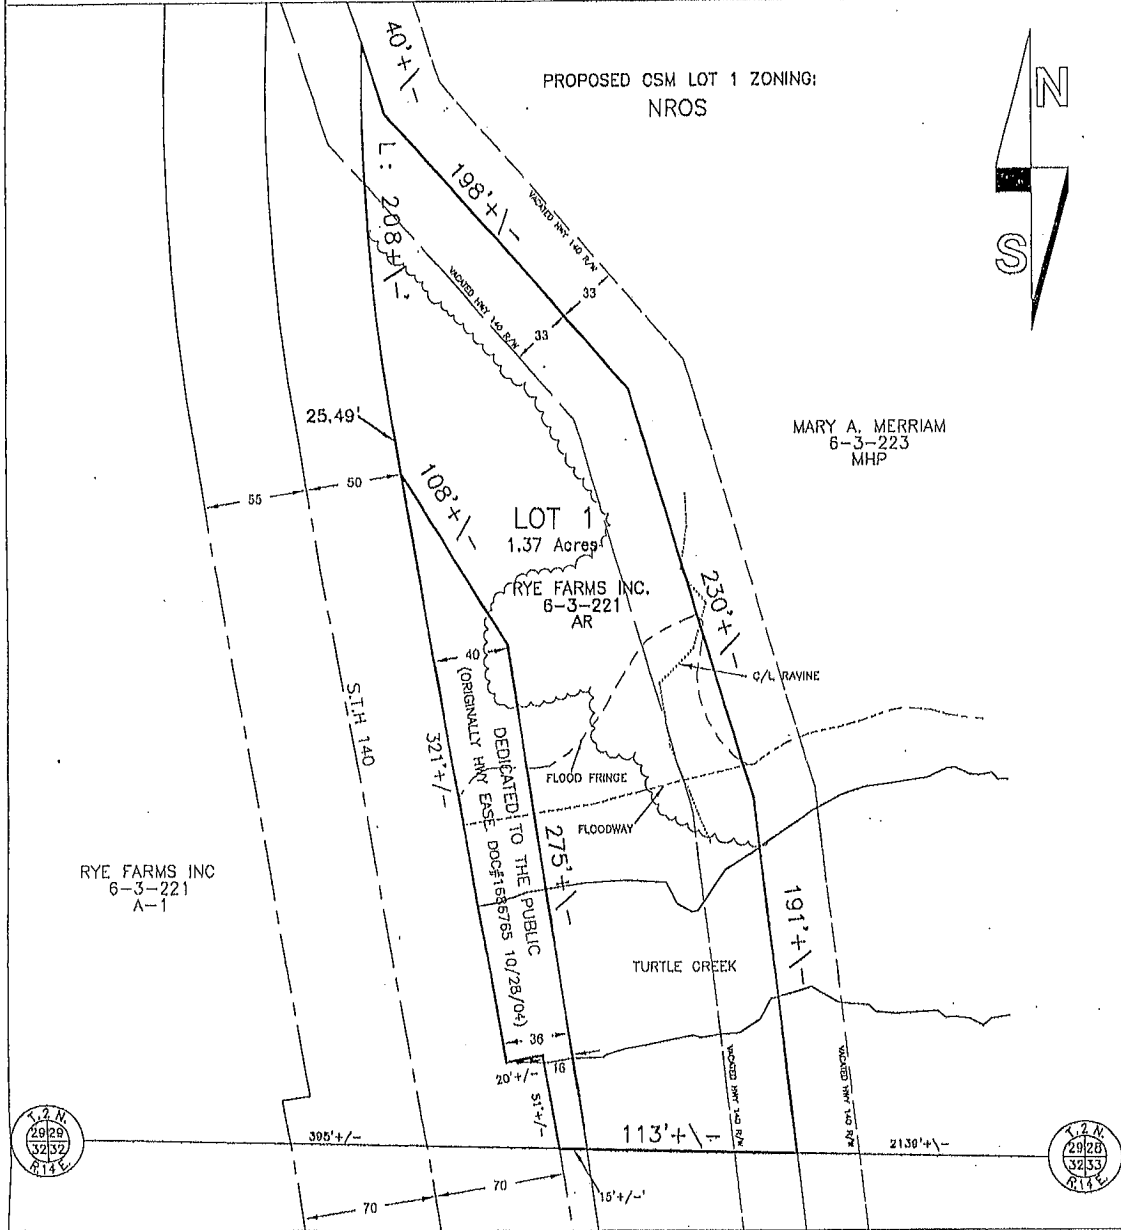 40'+\-
PROPOSED CSM LOT 1 ZONING:
NROS
N
S
L: 208+\-'
198'+\-
VACATED HWY 140 R/W
VACATED HWY 140 R/W
33
33
25.49'
55
50
108'+\-
MARY A. MERRIAM
6-3-223
MHP
LOT 1
1.37 Acres
RYE FARMS INC.
6-3-221
AR
230'+\-
C/L RAVINE
40
S.T.H 140
321'+/-
(ORIGINALLY HWY EASE DOC#1686765 10/28/04)
DEDICATED TO THE PUBLIC
275'+\-
FLOOD FRINGE
FLOODWAY
RYE FARMS INC
6-3-221
A-1
191'+\-
TURTLE CREEK
36
16
20'+/-
51'+/-
VACATED HWY 140 R/W
VACATED HWY 140 R/W
T.2 N.
29 29
32 32
R.14 E.
395'+/-
113'+\-
2139'+\-
T.2 N.
29 28
32 33
R.14 E.
15'+/-'
70
70